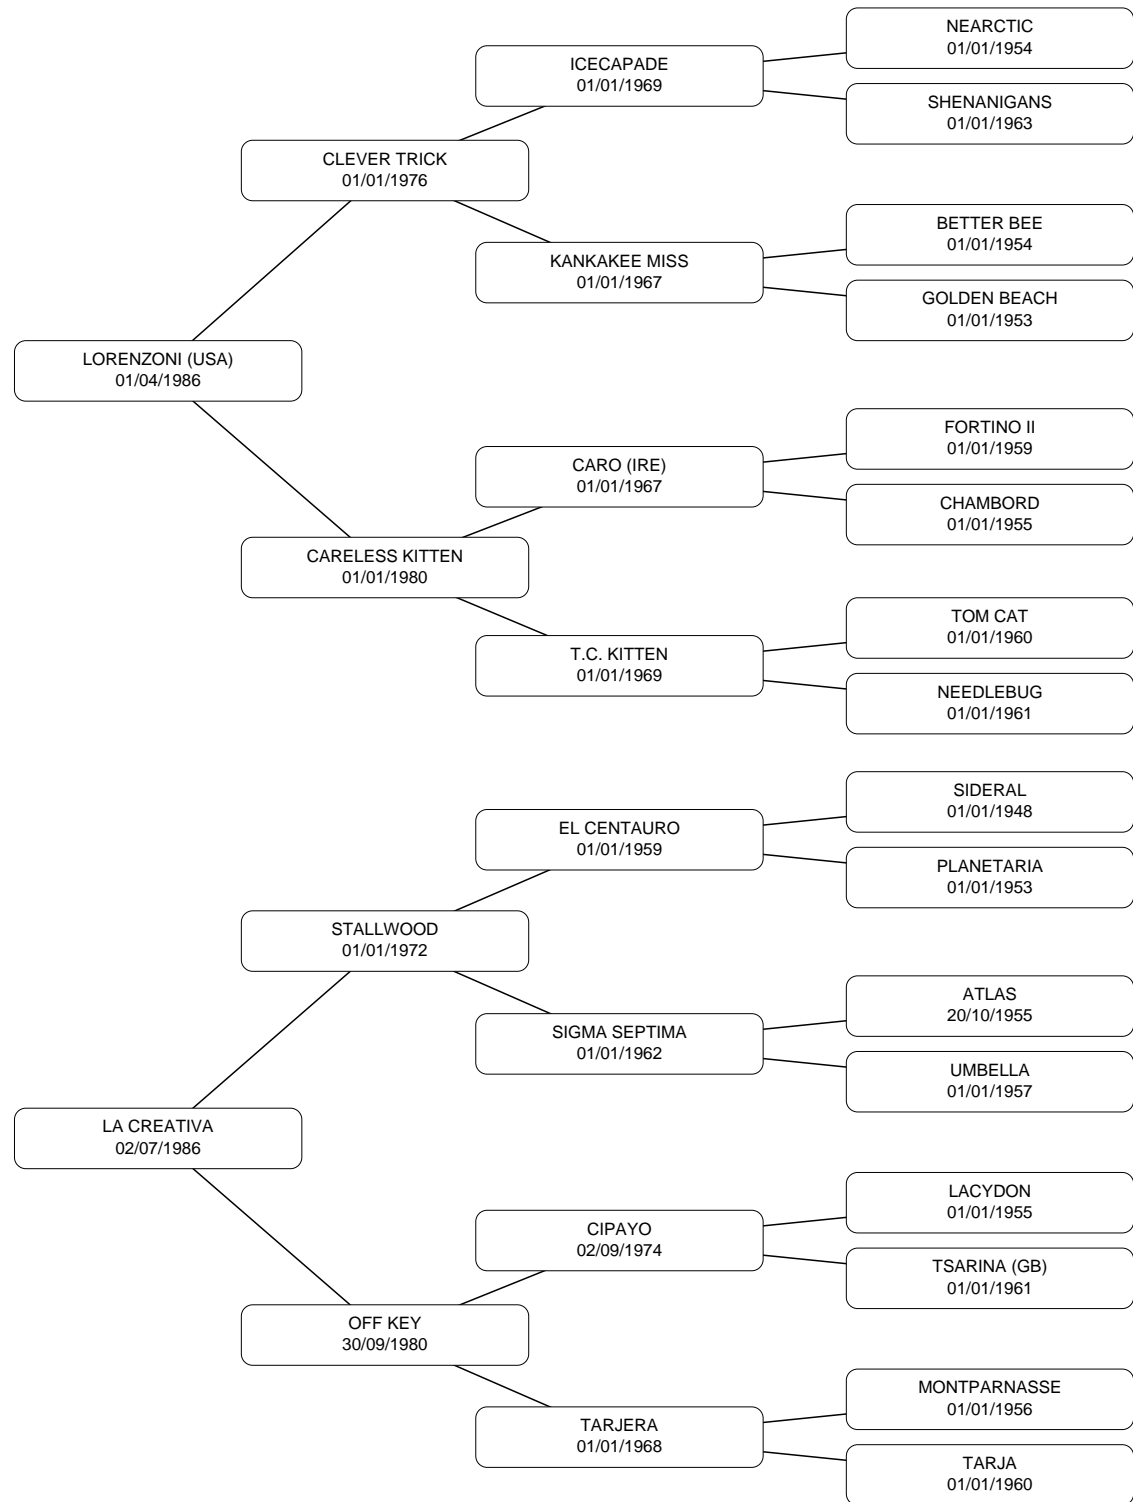 NEARCTIC
01/01/1954
ICECAPADE
01/01/1969
SHENANIGANS
01/01/1963
CLEVER TRICK
01/01/1976
BETTER BEE
01/01/1954
KANKAKEE MISS
01/01/1967
GOLDEN BEACH
01/01/1953
LORENZONI (USA)
01/04/1986
FORTINO II
01/01/1959
CARO (IRE)
01/01/1967
CHAMBORD
01/01/1955
CARELESS KITTEN
01/01/1980
TOM CAT
01/01/1960
T.C. KITTEN
01/01/1969
NEEDLEBUG
01/01/1961
SIDERAL
01/01/1948
EL CENTAURO
01/01/1959
PLANETARIA
01/01/1953
STALLWOOD
01/01/1972
ATLAS
20/10/1955
SIGMA SEPTIMA
01/01/1962
UMBELLA
01/01/1957
LA CREATIVA
02/07/1986
LACYDON
01/01/1955
CIPAYO
02/09/1974
TSARINA (GB)
01/01/1961
OFF KEY
30/09/1980
MONTPARNASSE
01/01/1956
TARJERA
01/01/1968
TARJA
01/01/1960